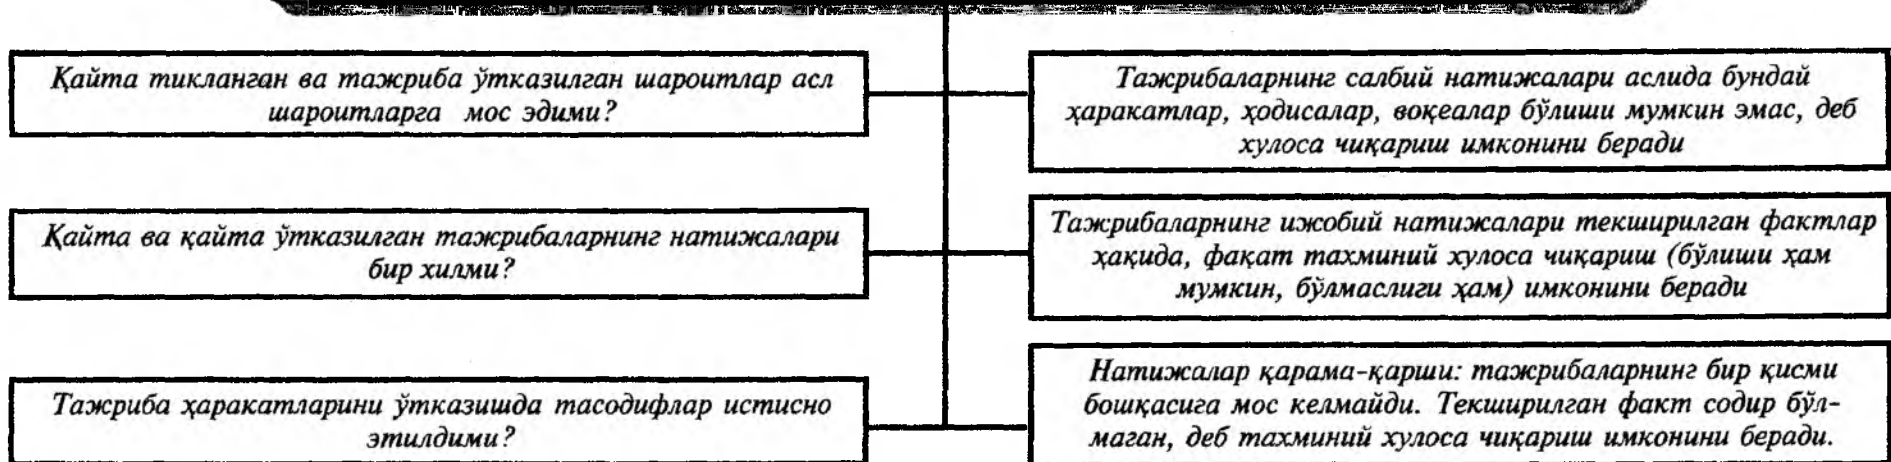 Қайта тикланган ва тажриба ўтказилган шароитлар асл
шароитларга мос эдими?
Тажрибаларнинг салбий натижалари аслида бундай
ҳаракатлар, ҳодисалар, воқеалар бўлиши мумкин эмас, деб
хулоса чиқариш имконини беради
Қайта ва қайта ўтказилган тажрибаларнинг натижалари
бир хилми?
Тажрибаларнинг ижобий натижалари текширилган фактлар
ҳақида, фақат тахминий хулоса чиқариш (бўлиши ҳам
мумкин, бўлмаслиги ҳам) имконини беради
Тажриба ҳаракатларини ўтказишда тасодифлар истисно
этилдими?
Натижалар қарама-қарши: тажрибаларнинг бир қисми
бошқасига мос келмайди. Текширилган факт содир бўл-
маган, деб тахминий хулоса чиқариш имконини беради.